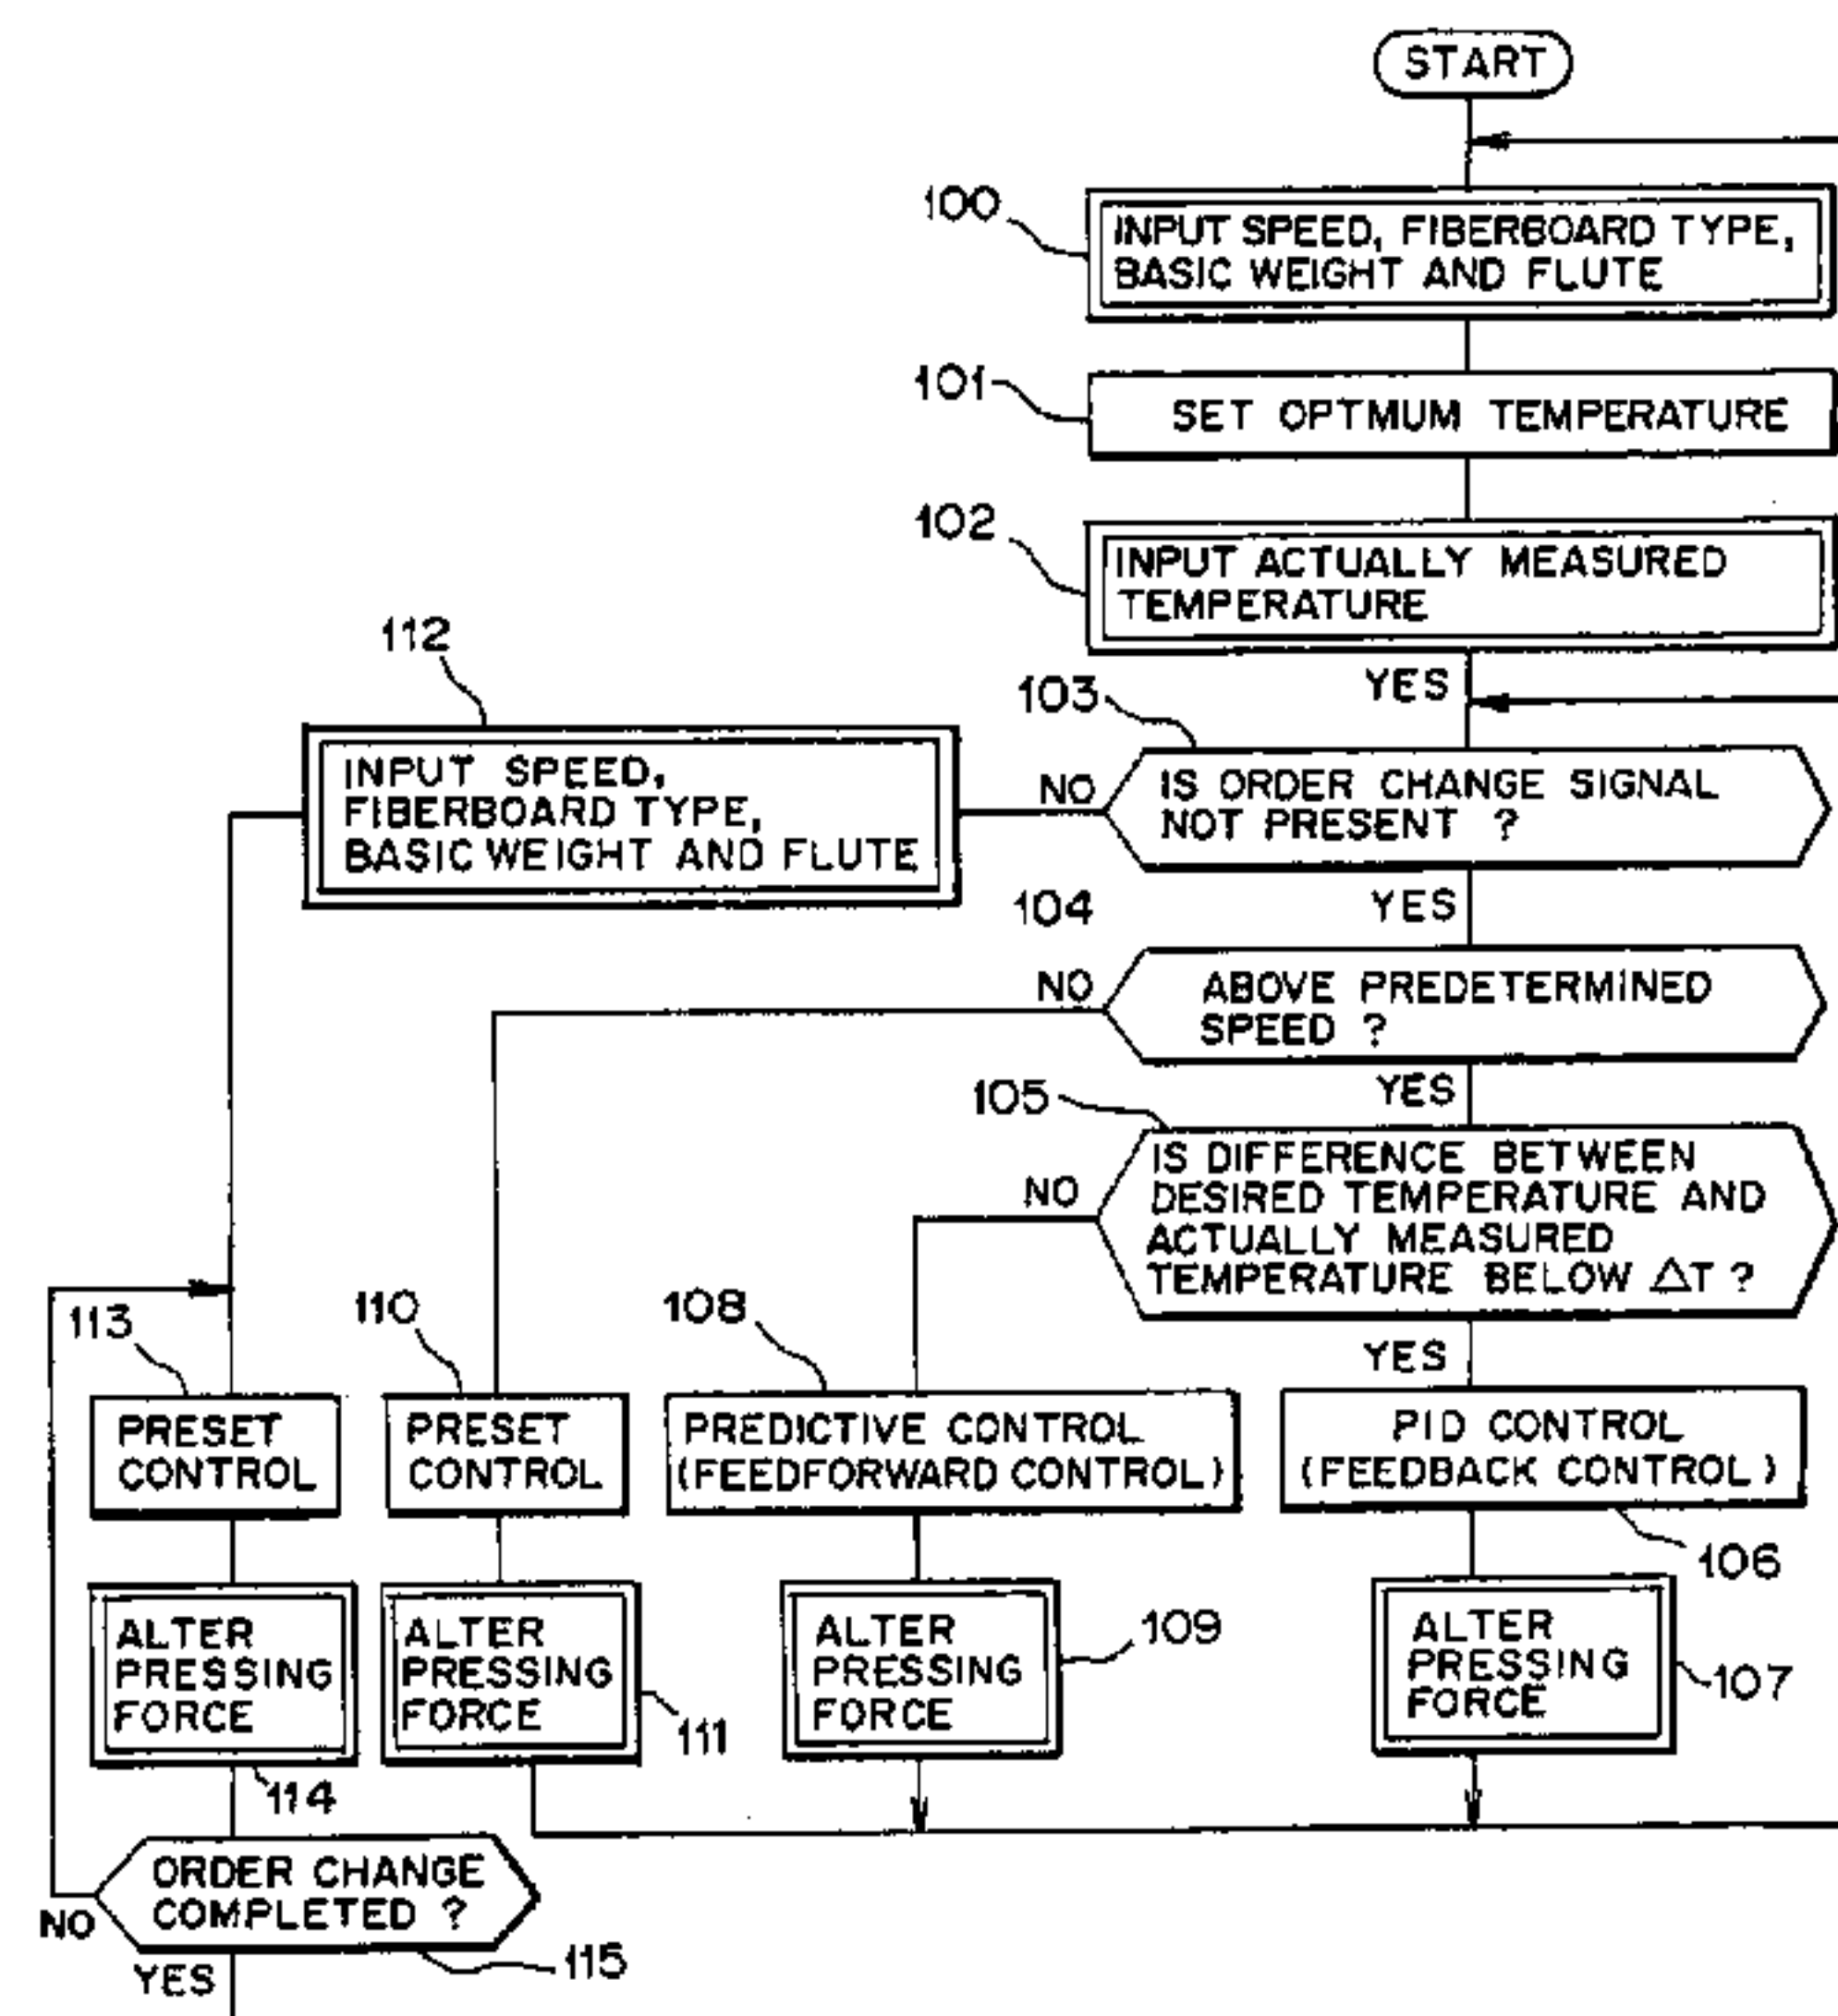 START
100
INPUT SPEED, FIBERBOARD TYPE,
BASIC WEIGHT AND FLUTE
101
SET OPTMUM TEMPERATURE
102
INPUT ACTUALLY MEASURED
TEMPERATURE
YES
112
INPUT SPEED,
FIBERBOARD TYPE,
BASIC WEIGHT AND FLUTE
103
NO
IS ORDER CHANGE SIGNAL
NOT PRESENT ?
YES
104
NO
ABOVE PREDETERMINED
SPEED ?
YES
105
NO
IS DIFFERENCE BETWEEN
DESIRED TEMPERATURE AND
ACTUALLY MEASURED
TEMPERATURE BELOW △T ?
YES
113
PRESET
CONTROL
110
PRESET
CONTROL
108
PREDICTIVE CONTROL
(FEEDFORWARD CONTROL)
PID CONTROL
(FEEDBACK CONTROL)
106
ALTER
PRESSING
FORCE
114
ALTER
PRESSING
FORCE
111
ALTER
PRESSING
FORCE
109
ALTER
PRESSING
FORCE
107
ORDER CHANGE
COMPLETED ?
NO
YES
115